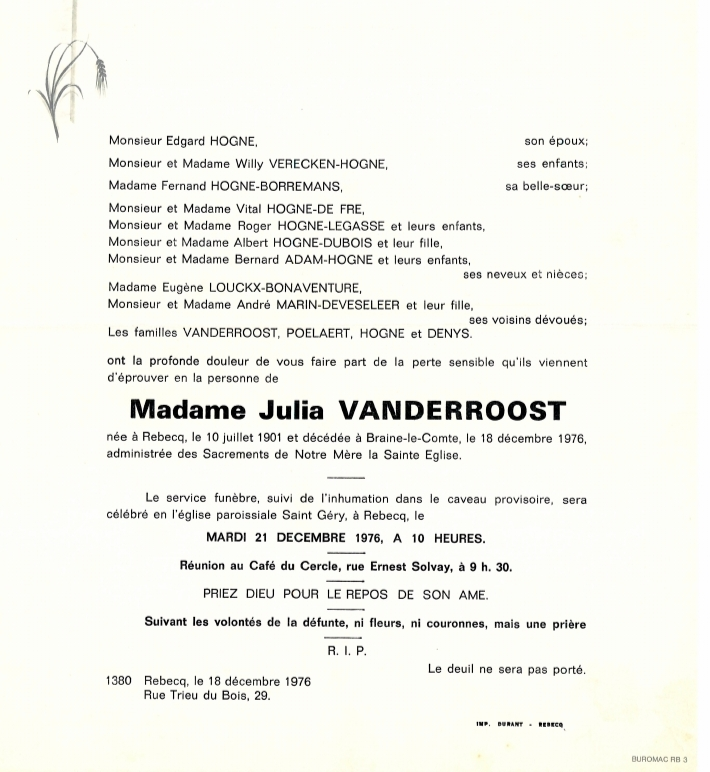 Monsieur Edgard HOGNE, son époux;
Monsieur et Madame Willy VERECKEN-HOGNE, ses enfants;
Madame Fernand HOGNE-BORREMANS, sa belle-sœur;
Monsieur et Madame Vital HOGNE-DE FRE,
Monsieur et Madame Roger HOGNE-LEGASSE et leurs enfants,
Monsieur et Madame Albert HOGNE-DUBOIS et leur fille,
Monsieur et Madame Bernard ADAM-HOGNE et leurs enfants,
ses neveux et nièces;
Madame Eugène LOUCKX-BONAVENTURE,
Monsieur et Madame André MARIN-DEVESELEER et leur fille,
ses voisins dévoués;
Les familles VANDERROOST, POELAERT, HOGNE et DENYS.
ont la profonde douleur de vous faire part de la perte sensible qu'ils viennent
d'éprouver en la personne de
Madame Julia VANDERROOST
née à Rebecq, le 10 juillet 1901 et décédée à Braine-le-Comte, le 18 décembre 1976,
administrée des Sacrements de Notre Mère la Sainte Eglise.
Le service funèbre, suivi de l'inhumation dans le caveau provisoire, sera
célébré en l'église paroissiale Saint Géry, à Rebecq, le
MARDI 21 DECEMBRE 1976, A 10 HEURES.
Réunion au Café du Cercle, rue Ernest Solvay, à 9 h. 30.
PRIEZ DIEU POUR LE REPOS DE SON AME.
Suivant les volontés de la défunte, ni fleurs, ni couronnes, mais une prière
R. I. P.
Le deuil ne sera pas porté.
1380 Rebecq, le 18 décembre 1976
Rue Trieu du Bois, 29.
IMP. DURANT - REBECQ
BUROMAC RB 3